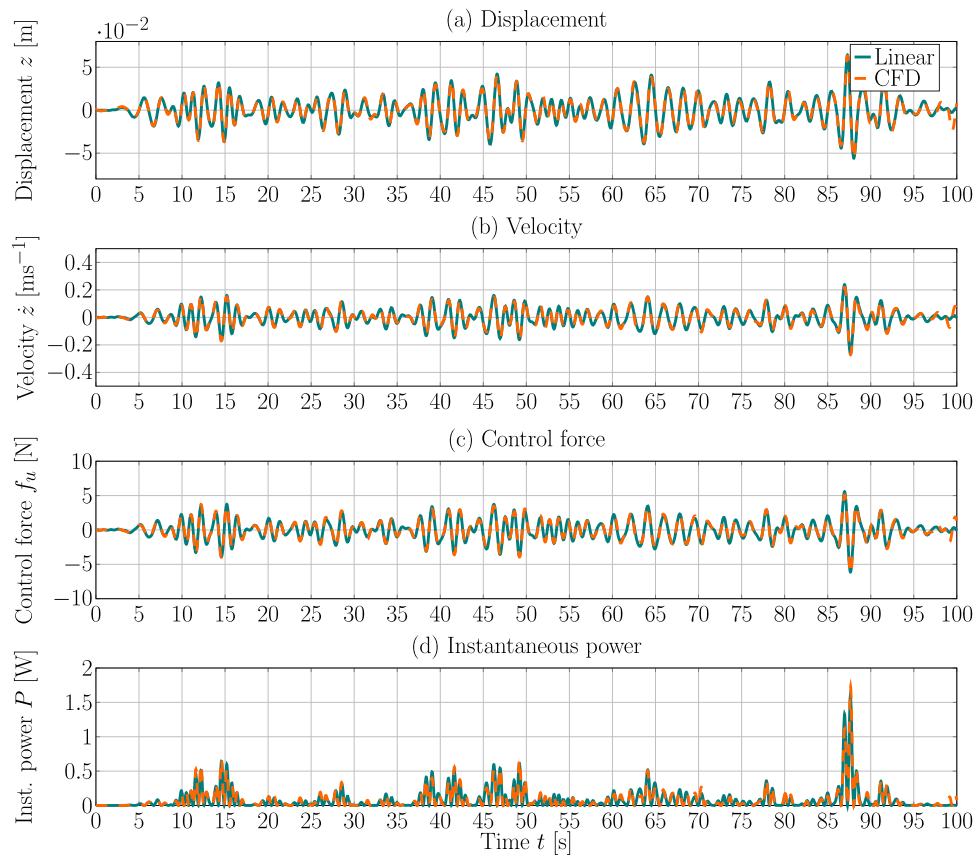 (a) Displacement
·10⁻²
Displacement z [m]
5
0
−5
Linear
CFD
0 5 10 15 20 25 30 35 40 45 50 55 60 65 70 75 80 85 90 95 100
(b) Velocity
Velocity ż [ms⁻¹]
0.4
0.2
0
−0.2
−0.4
0 5 10 15 20 25 30 35 40 45 50 55 60 65 70 75 80 85 90 95 100
(c) Control force
Control force fᵤ [N]
10
5
0
−5
−10
0 5 10 15 20 25 30 35 40 45 50 55 60 65 70 75 80 85 90 95 100
(d) Instantaneous power
Inst. power P [W]
2
1.5
1
0.5
0
0 5 10 15 20 25 30 35 40 45 50 55 60 65 70 75 80 85 90 95 100
Time t [s]